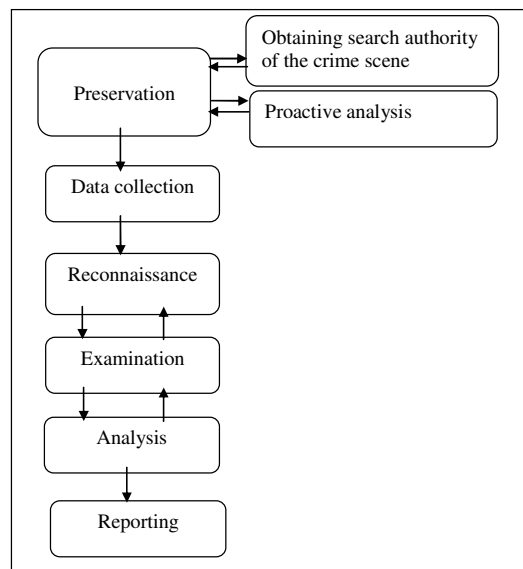 Obtaining search authority
of the crime scene
Preservation
Proactive analysis
Data collection
Reconnaissance
Examination
Analysis
Reporting